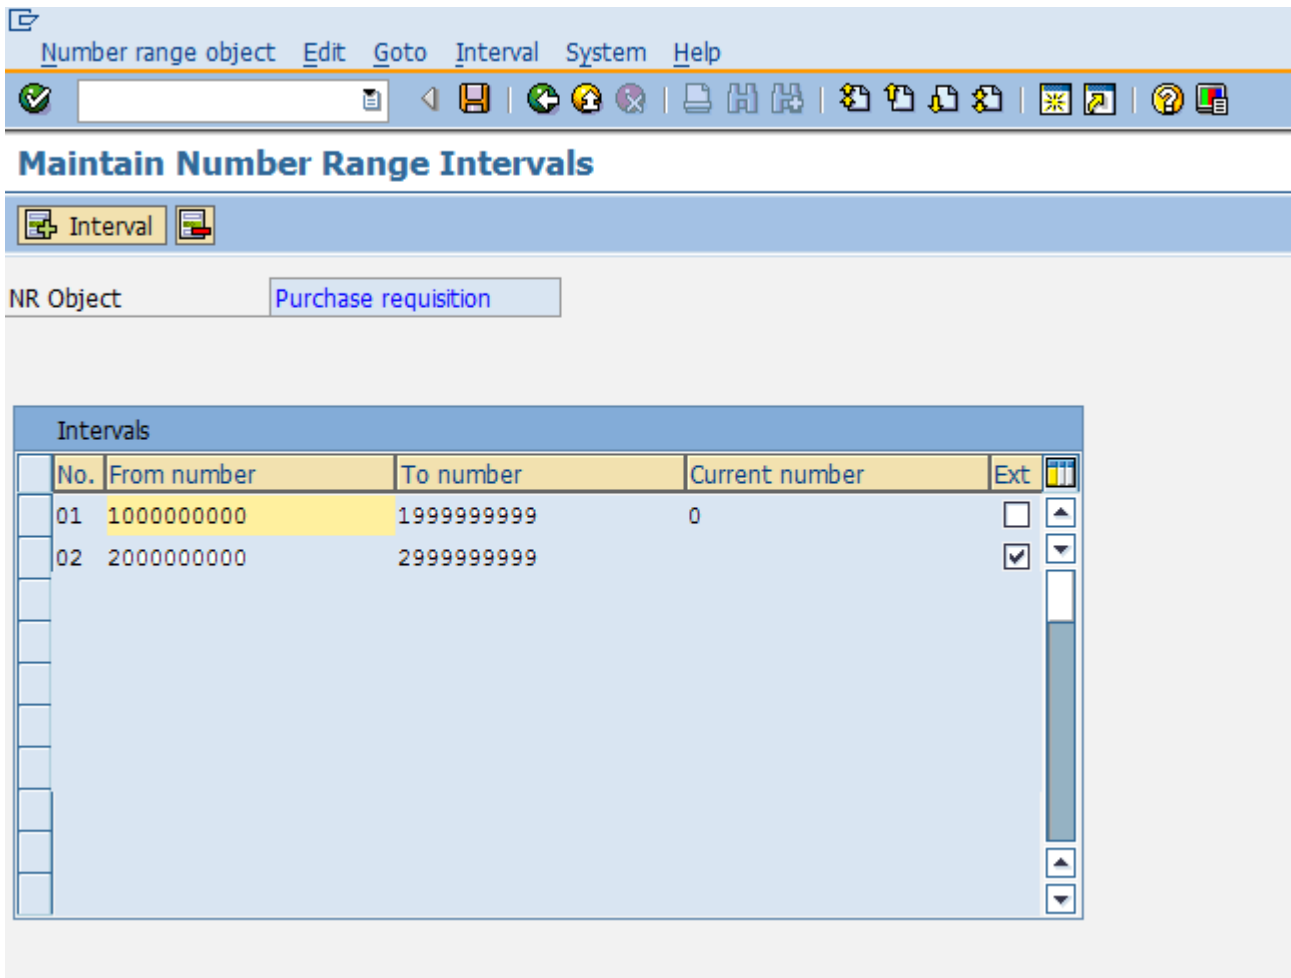 Number range object Edit Goto Interval System Help
Maintain Number Range Intervals
Interval
NR Object Purchase requisition
Intervals
No. From number To number Current number Ext
01 1000000000 1999999999 0
02 2000000000 2999999999